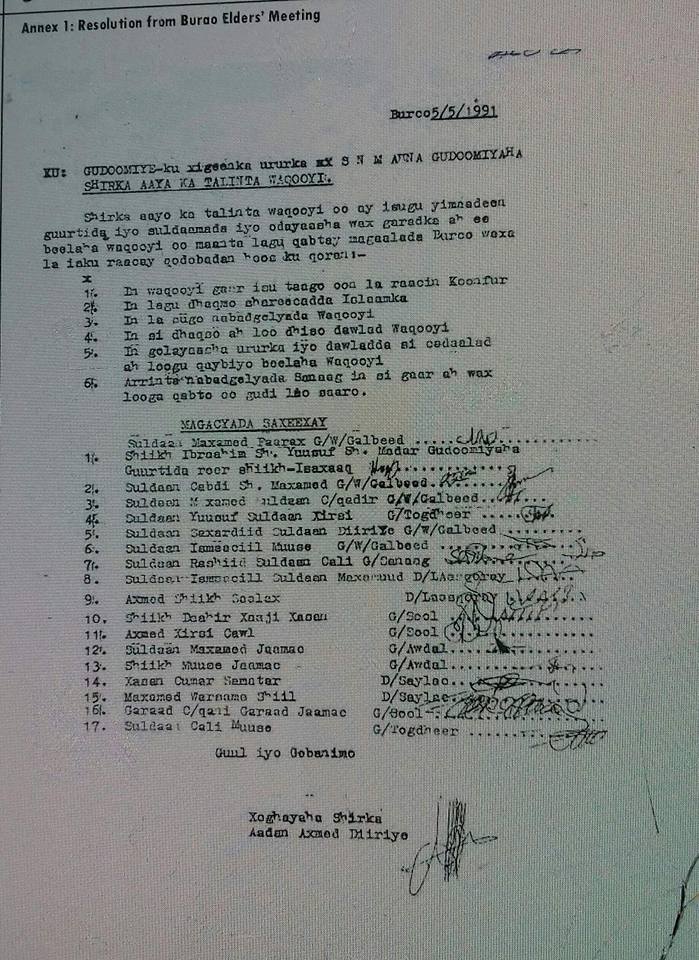 Annex 1: Resolution from Burao Elders' Meeting
Burco 5/5/1991
KU: GUDOOMIYE-ku xigeenka ururka S N M AMNA GUDOOMIYAHA
SHIRKA AAYA KA TALINTA WAQOOYI.
Shirka aayo ka talinta waqooyi oo ay isugu yimnadeen
guurtida iyo suldaamada iyo odayaasha wax garadka ah ee
beelaha waqooyi oo maanta lagu qabtay magaalada Burco waxa
la isku raacay qodobadan hoos ku qoran:-
1. In waqooyi gaar isu taago oon la raacin Koonfur
2. In lagu dhaqmo shareecadda Islaamka
3. In la sugo nabadgelyada Waqooyi
4. In si dhaqso ah loo dhiso dawlad Waqooyi
5. In golayaasha ururka iyo dawladda si cadaalad
ah loogu qaybiyo beelaha Waqooyi
6. Arrinta nabadgelyada Sanaag in si gaar ah wax
looga qabto oo gudi loo saaro.
MAGACYADA SAXEEXAY
Suldaan Maxamed Faarax G/W/Galbeed
1. Shiikh Ibraahim Sh. Yuusuf Sh. Madar Gudoomiyaha
Guurtida reer shiikh-Isaxaaq
2. Suldaan Cabdi Sh. Maxamed G/W/Galbeed
3. Suldaan Maxamed Suldaan C/qadir G/W/Galbeed
4. Suldaan Yuusuf Suldaan Xirsi G/Togdheer
5. Suldaan Saxardiid Suldaan Diiriye G/W/Galbeed
6. Suldaan Ismaaciil Muuse G/W/Galbeed
7. Suldaan Rashiid Suldaan Cali G/Sanaag
8. Suldaan Ismaacill Suldaan Maxamuud D/LAasqoray
9. Axmed Shiikh Saalax D/Laasqoray
10. Shiikh Daahir Xaaji Xasan G/Sool
11. Axmed Xirsi Cawl G/Sool
12. Suldaan Maxamed Jaamac G/Awdal
13. Shiikh Muuse Jaamac G/Awdal
14. Xasan Cumar Samatar D/Saylac
15. Maxamed Warsame Shiil D/Saylac
16. Garaad C/qani Garaad Jaamac G/Sool
17. Suldaan Cali Muuse G/Togdheer
Guul iyo Gobanimo
Xoghayaha Shirka
Aadan Axmed Diiriye